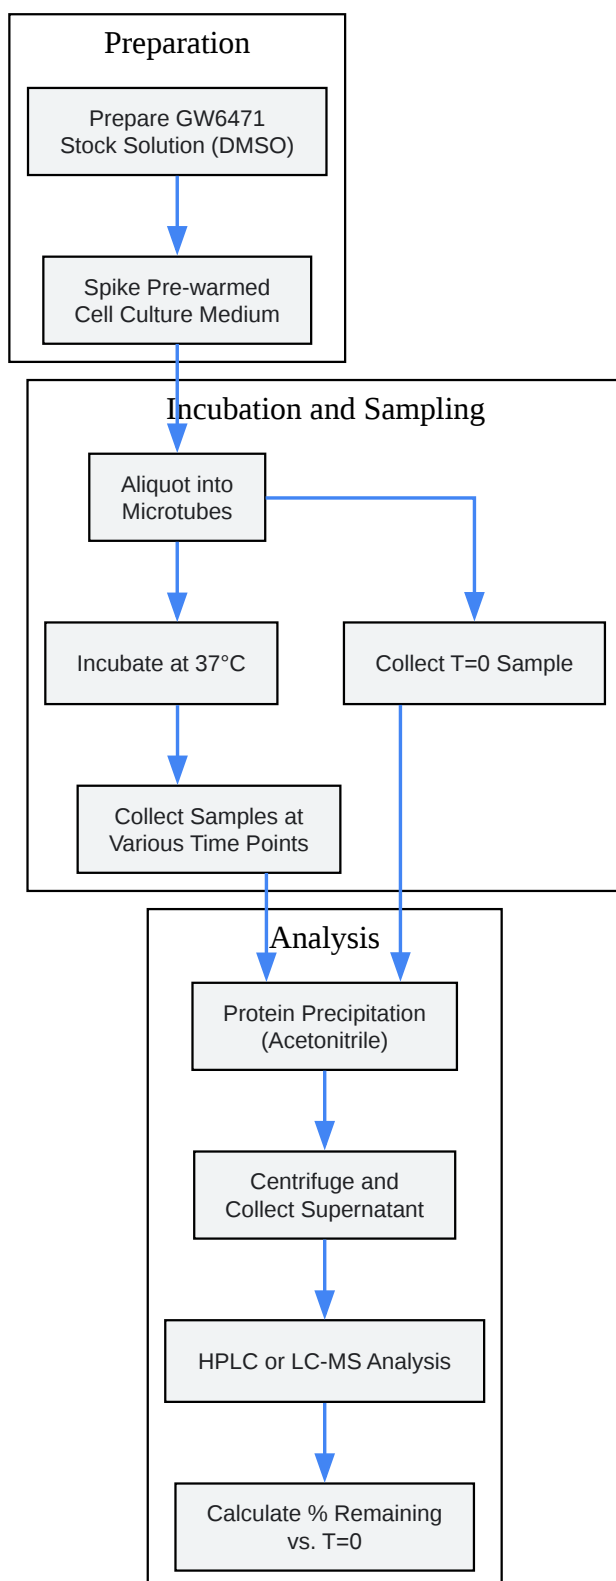 Preparation
Prepare GW6471
Stock Solution (DMSO)
Spike Pre-warmed
Cell Culture Medium
Incubation and Sampling
Aliquot into
Microtubes
Incubate at 37°C
Collect T=0 Sample
Collect Samples at
Various Time Points
Analysis
Protein Precipitation
(Acetonitrile)
Centrifuge and
Collect Supernatant
HPLC or LC-MS Analysis
Calculate % Remaining
vs. T=0